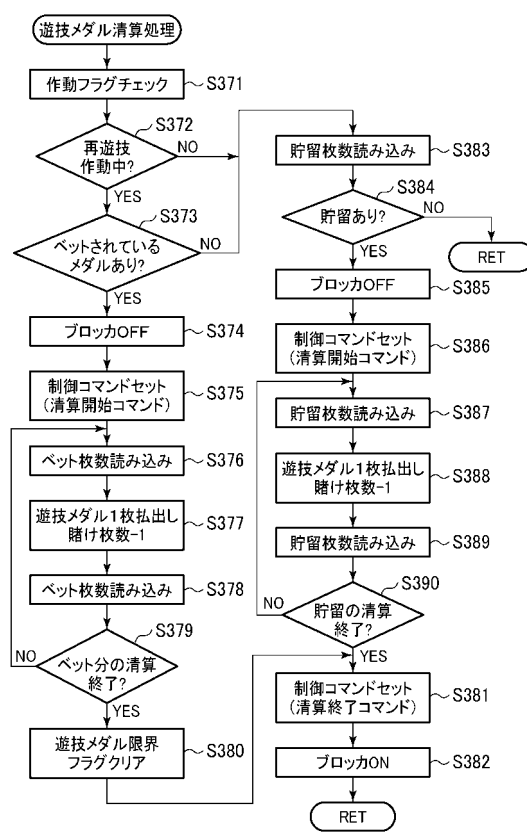 遊技メダル清算処理
作動フラグチェック
S371
再遊技
作動中?
S372
NO
YES
ベットされている
メダルあり?
S373
NO
YES
ブロッカOFF
S374
制御コマンドセット
(清算開始コマンド)
S375
ベット枚数読み込み
S376
遊技メダル1枚払出し
賭け枚数-1
S377
ベット枚数読み込み
S378
ベット分の清算
終了?
S379
NO
YES
遊技メダル限界
フラグクリア
S380
貯留枚数読み込み
S383
貯留あり?
S384
NO
RET
YES
ブロッカOFF
S385
制御コマンドセット
(清算開始コマンド)
S386
貯留枚数読み込み
S387
遊技メダル1枚払出し
賭け枚数-1
S388
貯留枚数読み込み
S389
貯留の清算
終了?
S390
NO
YES
制御コマンドセット
(清算終了コマンド)
S381
ブロッカON
S382
RET